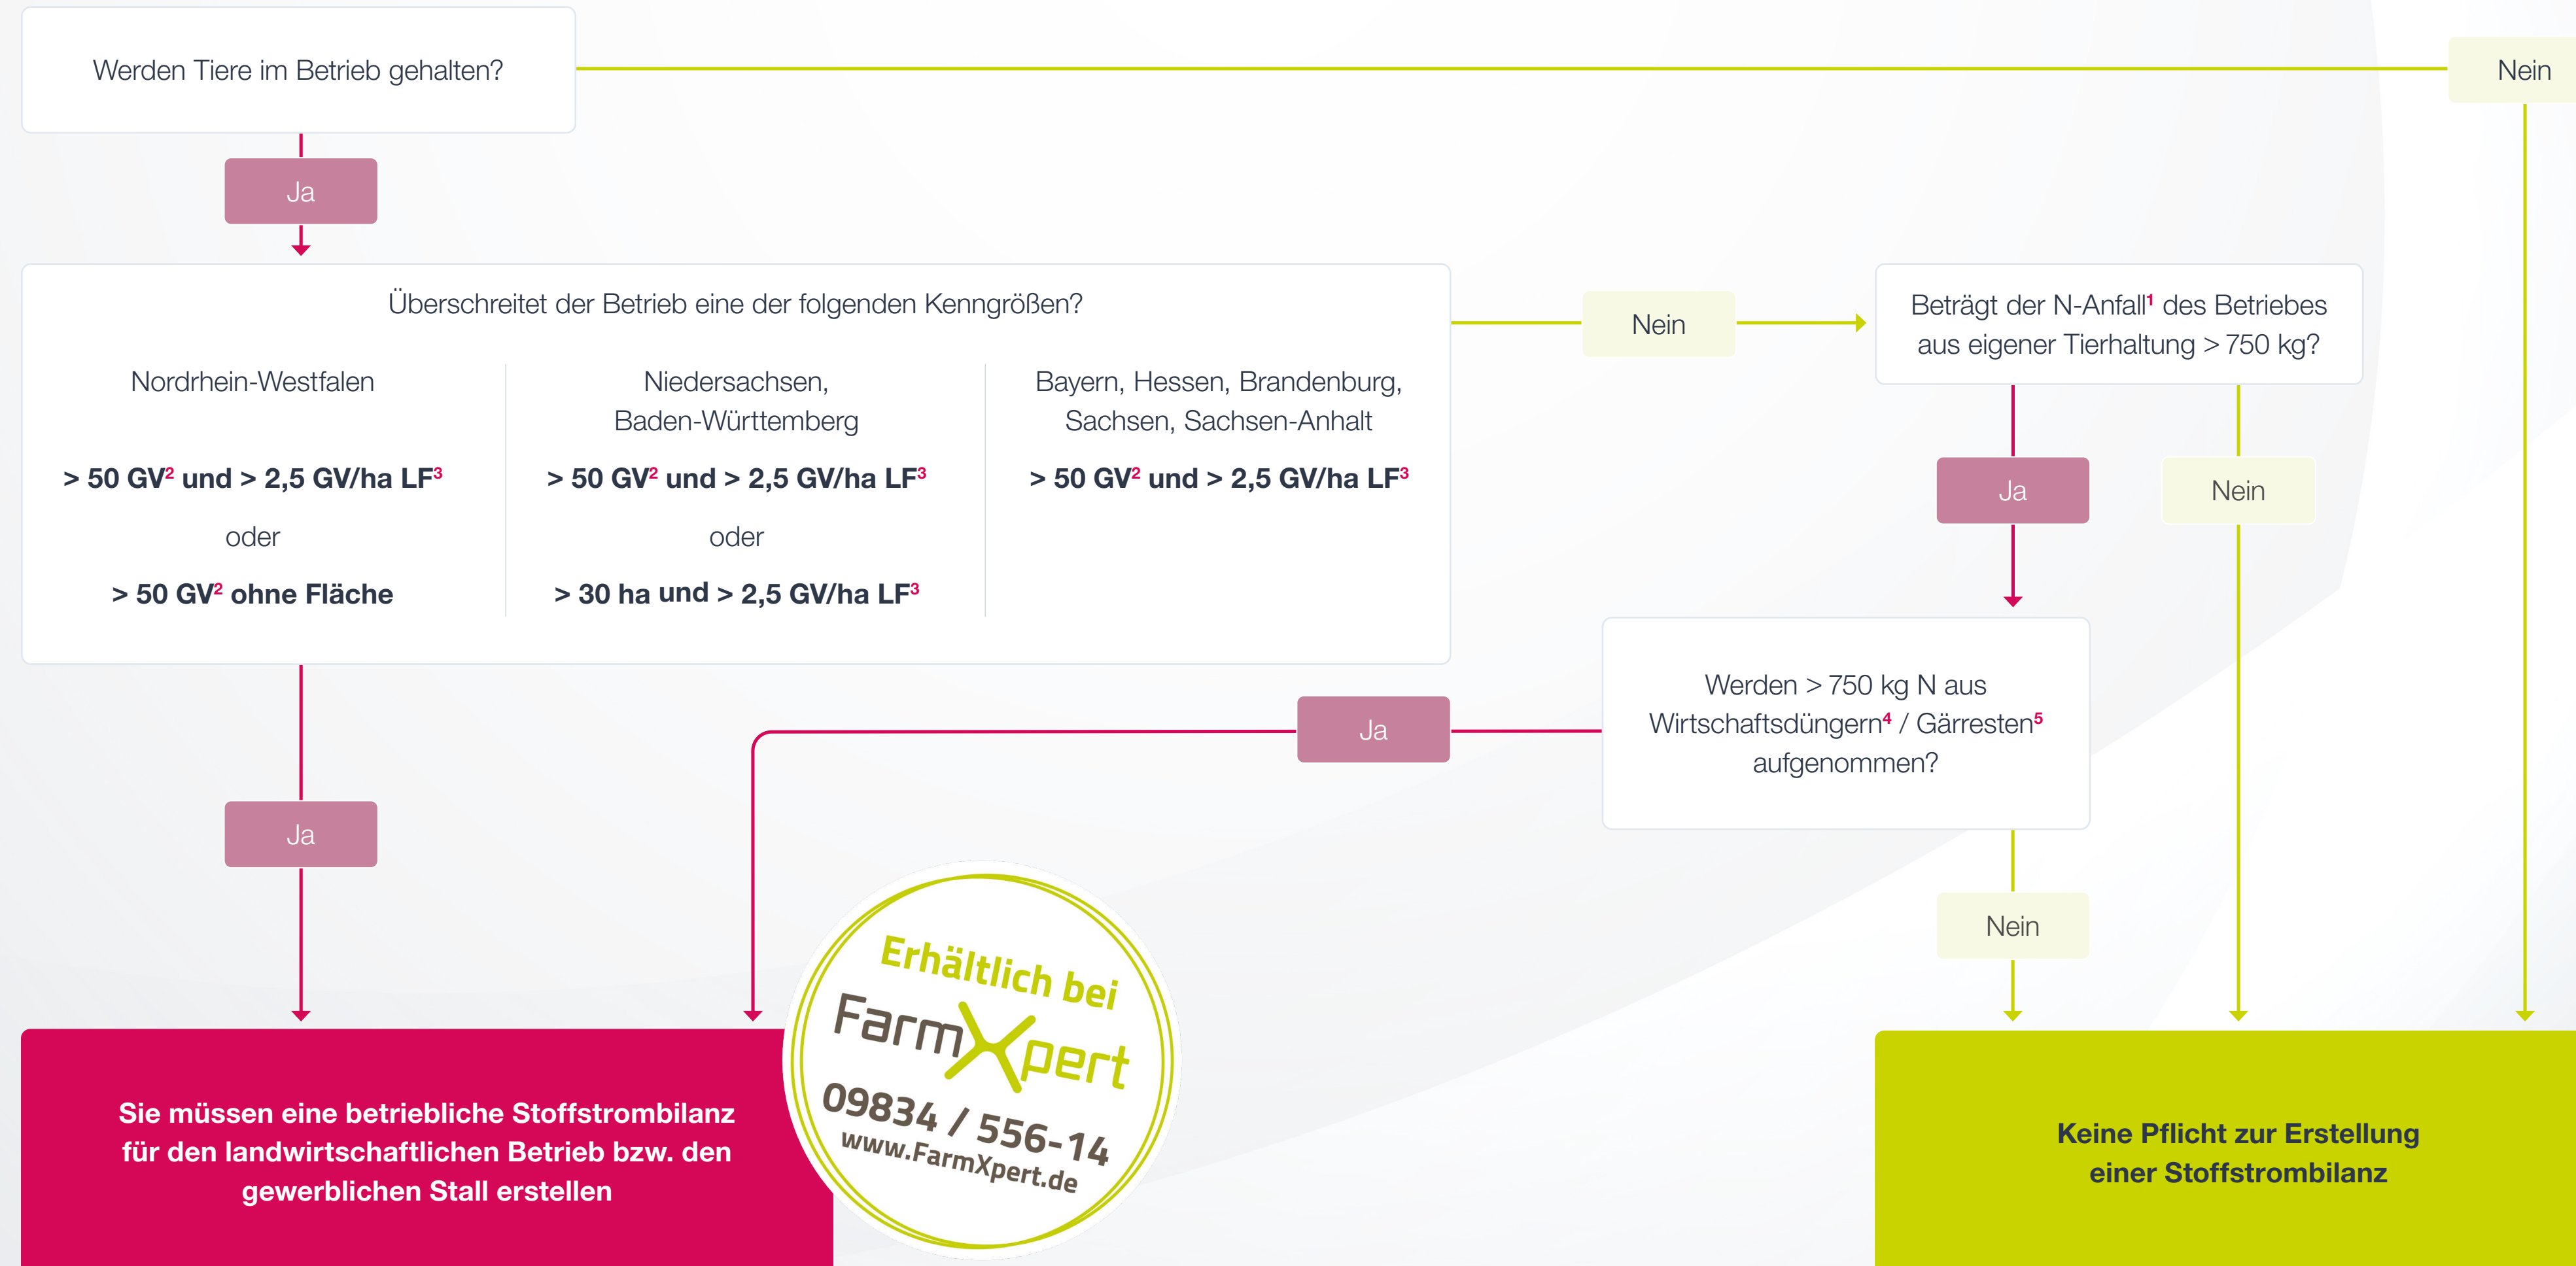 Werden Tiere im Betrieb gehalten?
Nein
Ja
Überschreitet der Betrieb eine der folgenden Kenngrößen?
Nordrhein-Westfalen
> 50 GV² und > 2,5 GV/ha LF³
oder
> 50 GV² ohne Fläche
Niedersachsen,
Baden-Württemberg
> 50 GV² und > 2,5 GV/ha LF³
oder
> 30 ha und > 2,5 GV/ha LF³
Bayern, Hessen, Brandenburg,
Sachsen, Sachsen-Anhalt
> 50 GV² und > 2,5 GV/ha LF³
Nein
Beträgt der N-Anfall¹ des Betriebes
aus eigener Tierhaltung > 750 kg?
Ja
Nein
Werden > 750 kg N aus
Wirtschaftsdüngern⁴ / Gärresten⁵
aufgenommen?
Ja
Ja
Nein
Erhältlich bei
FarmXpert
09834 / 556-14
www.FarmXpert.de
Sie müssen eine betriebliche Stoffstrombilanz
für den landwirtschaftlichen Betrieb bzw. den
gewerblichen Stall erstellen
Keine Pflicht zur Erstellung
einer Stoffstrombilanz